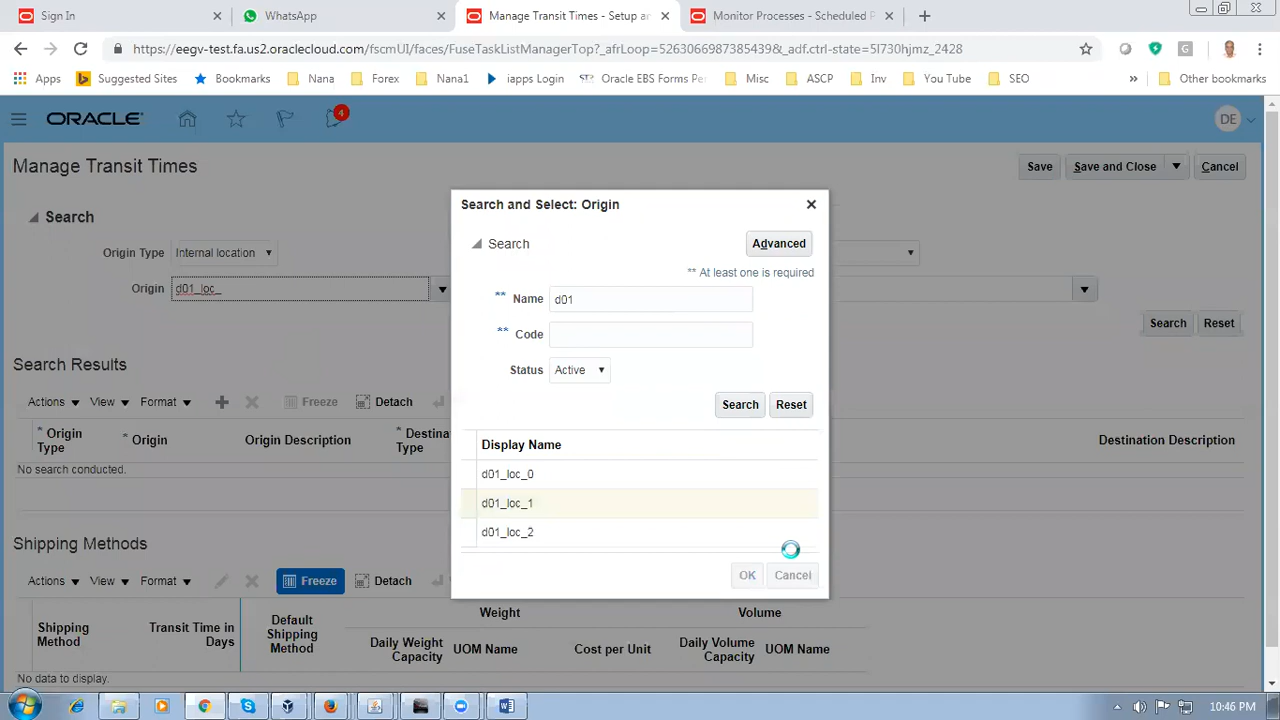 Sign In
WhatsApp
Manage Transit Times - Setup an
Monitor Processes - Scheduled P
https://eegv-test.fa.us2.oraclecloud.com/fscmUI/faces/FuseTaskListManagerTop?_afrLoop=5263066987385439&_adf.ctrl-state=5l730hjmz_2428
Apps
Suggested Sites
Bookmarks
Nana
Forex
Nana1
iapps Login
Oracle EBS Forms Pe
Misc
ASCP
Inv
You Tube
SEO
»
Other bookmarks
ORACLE
4
DE
Manage Transit Times
Save
Save and Close
Cancel
Search
Origin Type
Internal location
Origin
d01_loc_
Search
Reset
Search and Select: Origin
Search
Advanced
** At least one is required
** Name
d01
** Code
Status
Active
Search
Reset
Display Name
d01_loc_0
d01_loc_1
d01_loc_2
OK
Cancel
Search Results
Actions
View
Format
Freeze
Detach
* Origin Type
* Origin
Origin Description
* Destina
Type
Destination Description
No search conducted.
Shipping Methods
Actions
View
Format
Freeze
Detach
Shipping Method
Transit Time in Days
Default Shipping Method
Weight
Daily Weight Capacity
UOM Name
Cost per Unit
Volume
Daily Volume Capacity
UOM Name
No data to display.
10:46 PM